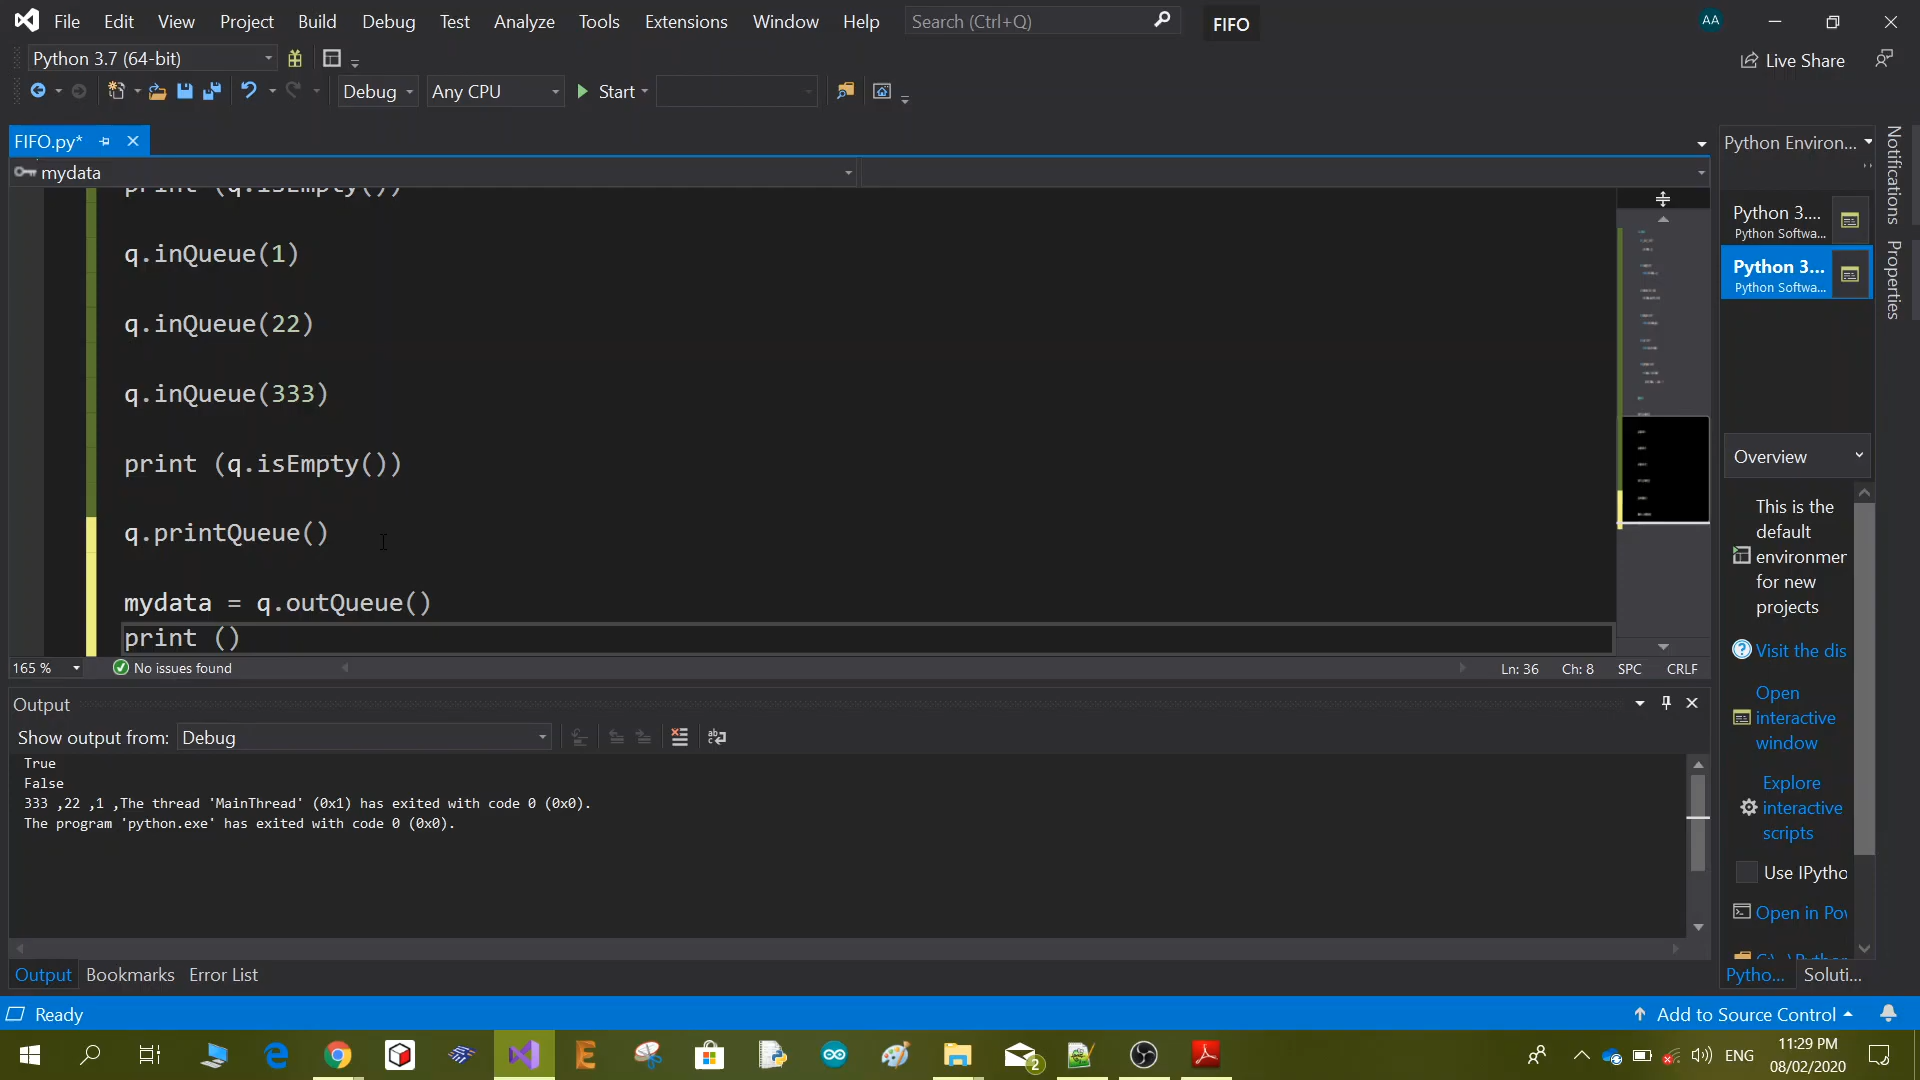 File Edit View Project Build Debug Test Analyze Tools Extensions Window Help Search (Ctrl+Q) FIFO AA
Python 3.7 (64-bit) Live Share
Debug Any CPU Start
FIFO.py*
mydata
print (q.isEmpty())
q.inQueue(1)
q.inQueue(22)
q.inQueue(333)
print (q.isEmpty())
q.printQueue()
mydata = q.outQueue()
print ()
165 % No issues found Ln: 36 Ch: 8 SPC CRLF
Output
Show output from: Debug
True
False
333 ,22 ,1 ,The thread 'MainThread' (0x1) has exited with code 0 (0x0).
The program 'python.exe' has exited with code 0 (0x0).
Output Bookmarks Error List
Python Environ...
Python 3....
Python Softwa...
Python 3...
Python Softwa...
Overview
This is the
default
environmer
for new
projects
Visit the dis
Open
interactive
window
Explore
interactive
scripts
Use IPytho
Open in Pov
Pytho... Soluti...
Notifications
Properties
Ready Add to Source Control
2 ENG 11:29 PM
08/02/2020